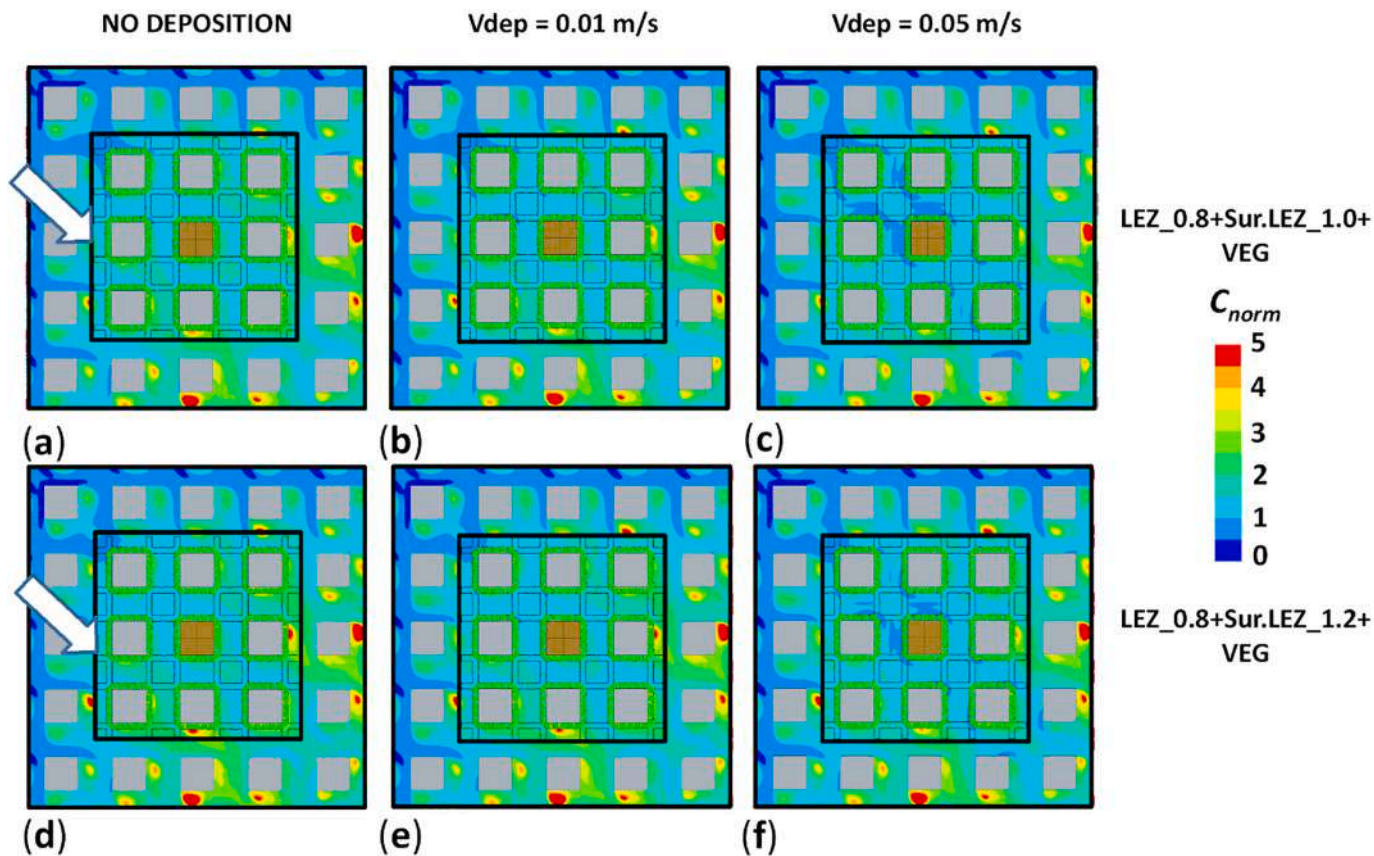 NO DEPOSITION
Vdep = 0.01 m/s
Vdep = 0.05 m/s
LEZ_0.8+Sur.LEZ_1.0+
VEG
C_norm
5
4
3
2
1
0
(a)
(b)
(c)
LEZ_0.8+Sur.LEZ_1.2+
VEG
(d)
(e)
(f)